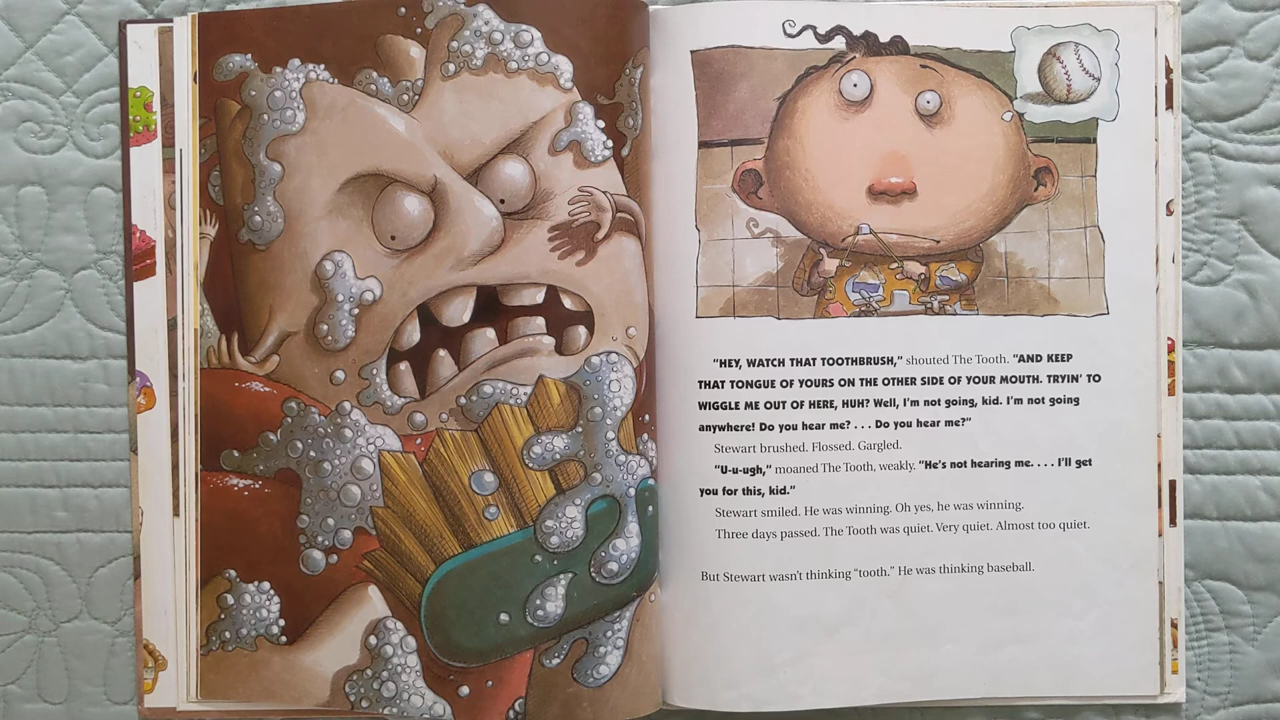 "HEY, WATCH THAT TOOTHBRUSH," shouted The Tooth. "AND KEEP
THAT TONGUE OF YOURS ON THE OTHER SIDE OF YOUR MOUTH. TRYIN' TO
WIGGLE ME OUT OF HERE, HUH? Well, I'm not going, kid. I'm not going
anywhere! Do you hear me? . . . Do you hear me?"
Stewart brushed. Flossed. Gargled.
"U-u-ugh," moaned The Tooth, weakly. "He's not hearing me. . . . I'll get
you for this, kid."
Stewart smiled. He was winning. Oh yes, he was winning.
Three days passed. The Tooth was quiet. Very quiet. Almost too quiet.
But Stewart wasn't thinking "tooth." He was thinking baseball.